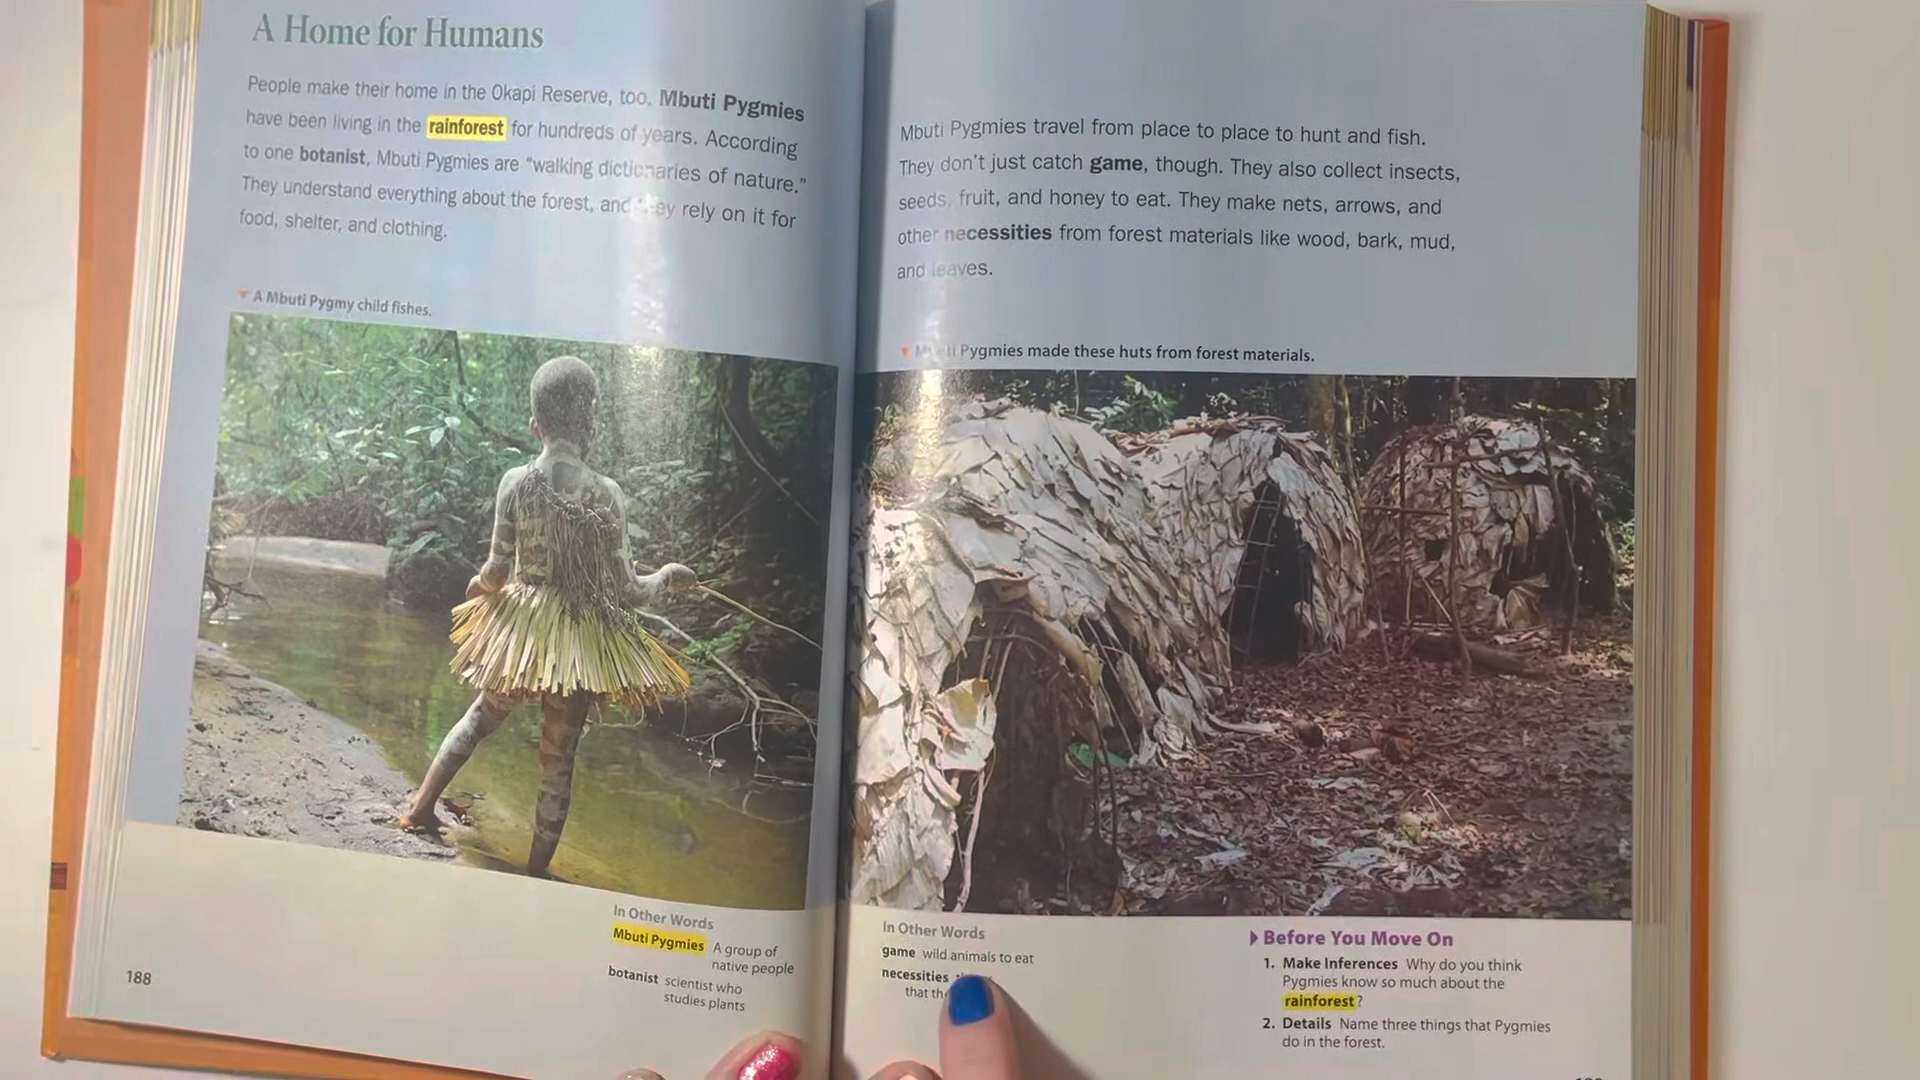 A Home for Humans
People make their home in the Okapi Reserve, too. Mbuti Pygmies
have been living in the rainforest for hundreds of years. According
to one botanist, Mbuti Pygmies are “walking dictionaries of nature.”
They understand everything about the forest, and they rely on it for
food, shelter, and clothing.
A Mbuti Pygmy child fishes.
In Other Words
Mbuti Pygmies A group of
native people
botanist scientist who
studies plants
188
Mbuti Pygmies travel from place to place to hunt and fish.
They don't just catch game, though. They also collect insects,
seeds, fruit, and honey to eat. They make nets, arrows, and
other necessities from forest materials like wood, bark, mud,
and leaves.
Mbuti Pygmies made these huts from forest materials.
In Other Words
game wild animals to eat
necessities
that
Before You Move On
1. Make Inferences Why do you think
Pygmies know so much about the
rainforest?
2. Details Name three things that Pygmies
do in the forest.